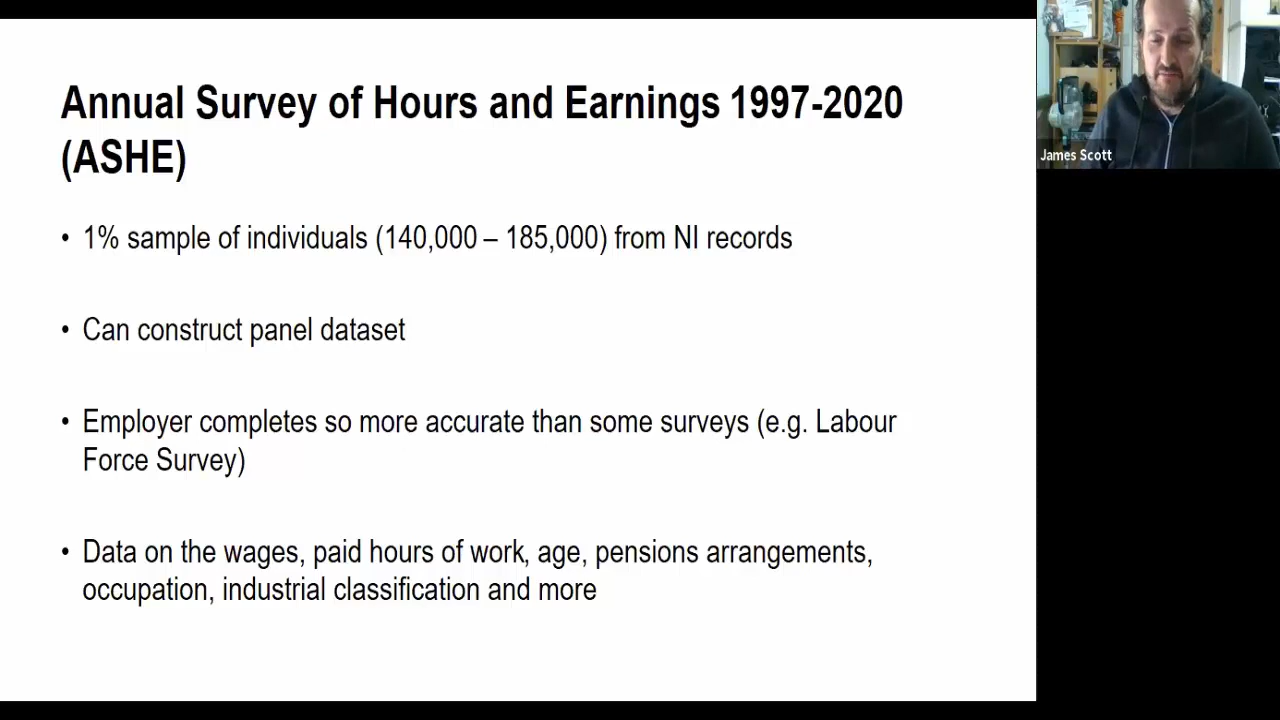 Annual Survey of Hours and Earnings 1997-2020
(ASHE)
• 1% sample of individuals (140,000 – 185,000) from NI records
• Can construct panel dataset
• Employer completes so more accurate than some surveys (e.g. Labour
Force Survey)
• Data on the wages, paid hours of work, age, pensions arrangements,
occupation, industrial classification and more
James Scott